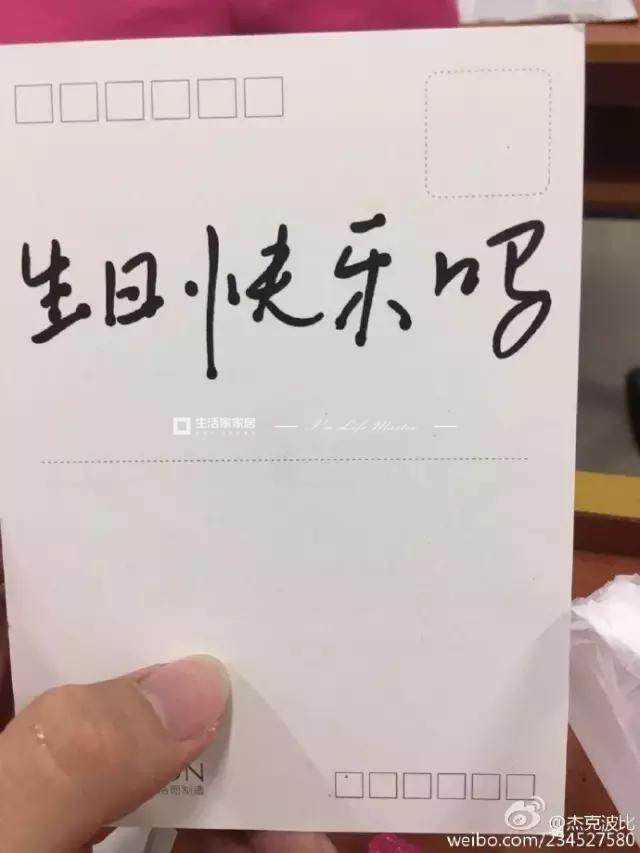 生日快乐吗
生活家家居
I'm Life Master
ON
@杰克波比
weibo.com/234527580